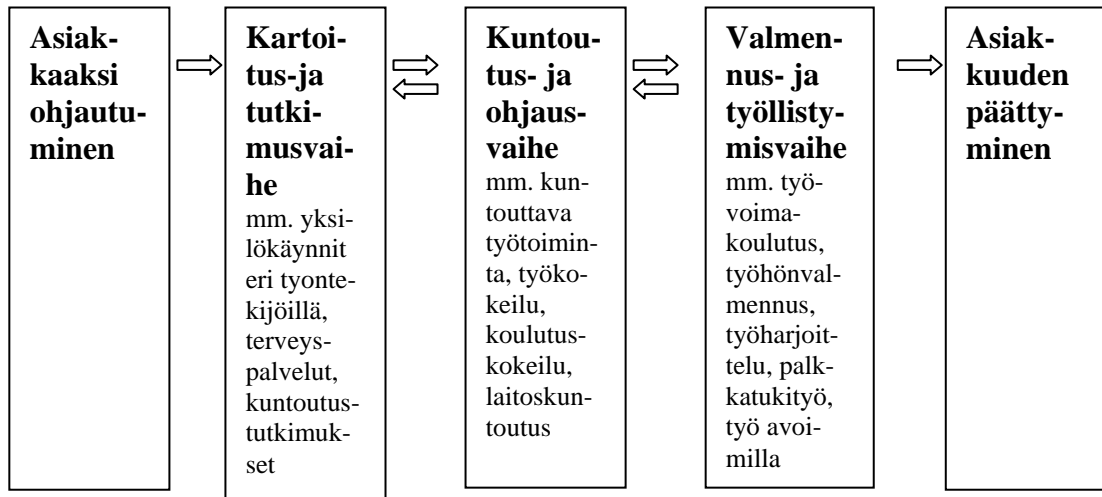 Asiak-
kaaksi
ohjautu-
minen
Kartoi-
tus-ja
tutki-
musvai-
he
mm. yksi-
lökäynnit
eri tyonte-
kijöillä,
terveys-
palvelut,
kuntoutus-
tutkimuk-
set
Kuntou-
tus- ja
ohjaus-
vaihe
mm. kun-
touttava
työtoimin-
ta, työko-
keilu,
koulutus-
kokeilu,
laitoskun-
toutus
Valmen-
nus- ja
työllisty-
misvaihe
mm. työ-
voima-
koulutus,
työhönval-
mennus,
työharjoit-
telu, palk-
katukityö,
työ avoi-
milla
Asiak-
kuuden
päätty-
minen